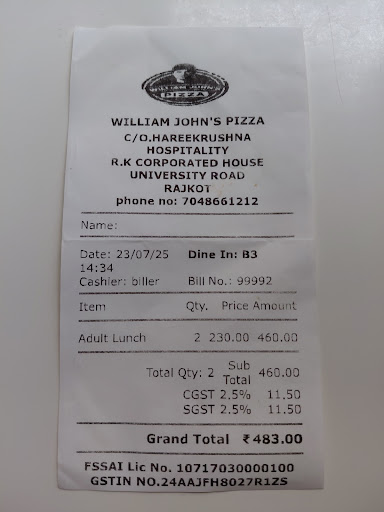 WILLIAM JOHN'S
PIZZA
WILLIAM JOHN'S PIZZA
C/O.HAREEKRUSHNA
HOSPITALITY
R.K CORPORATED HOUSE
UNIVERSITY ROAD
RAJKOT
phone no: 7048661212
Name:
Date: 23/07/25 Dine In: B3
14:34
Cashier: biller Bill No.: 99992
Item Qty. Price Amount
Adult Lunch 2 230.00 460.00
Total Qty: 2 Sub Total 460.00
CGST 2.5% 11.50
SGST 2.5% 11.50
Grand Total ₹483.00
FSSAI Lic No. 10717030000100
GSTIN NO.24AAJFH8027R1ZS